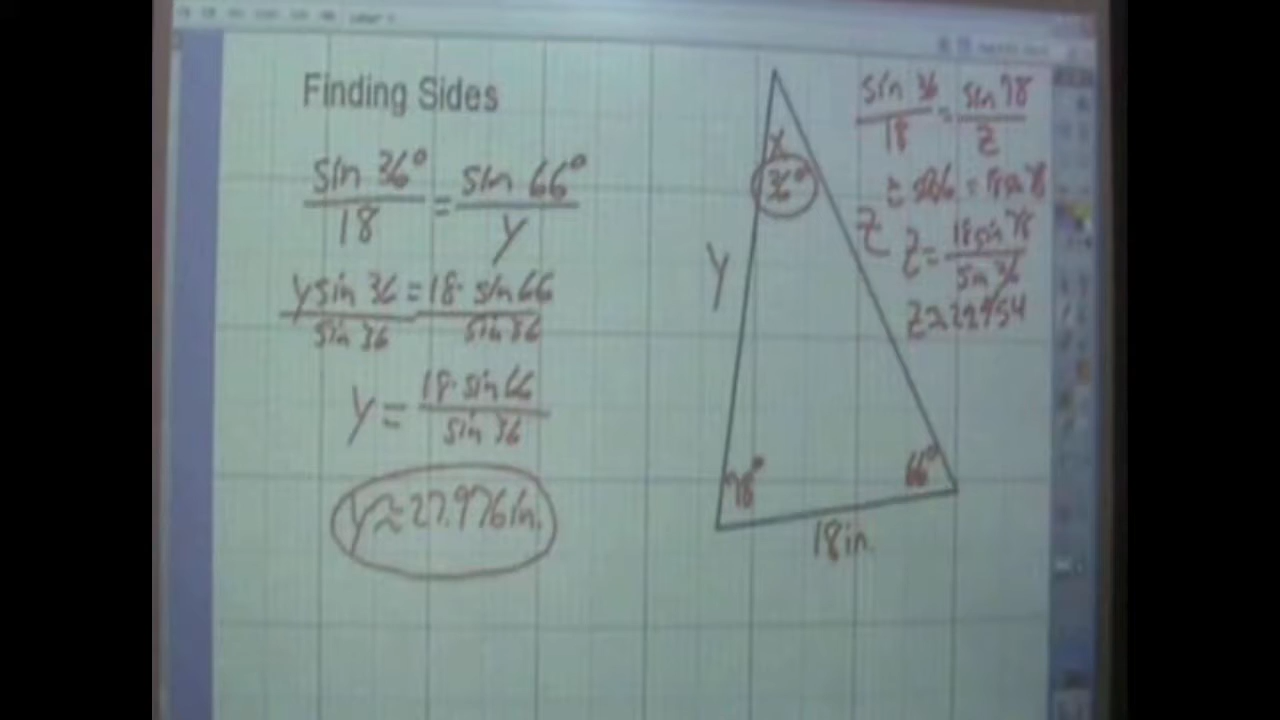 Finding Sides
sin 36° / 18 = sin 66° / y
y sin 36 = 18 · sin 66
sin 36 sin 36
y = 18 · sin 66 / sin 36
y ≈ 27.976 in.
x
36°
y
z
78°
66°
18 in.
sin 36 / 18 = sin 78 / z
z = 18 sin 78 / sin 36